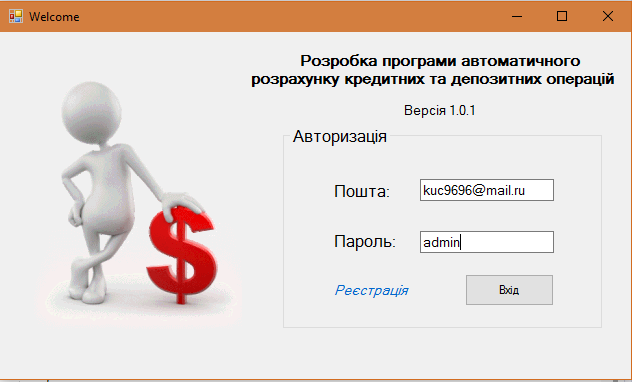 Welcome
Розробка програми автоматичного
розрахунку кредитних та депозитних операцій
Версія 1.0.1
Авторизація
Пошта:
kuc9696@mail.ru
Пароль:
admin
Реєстрація
Вхід
$